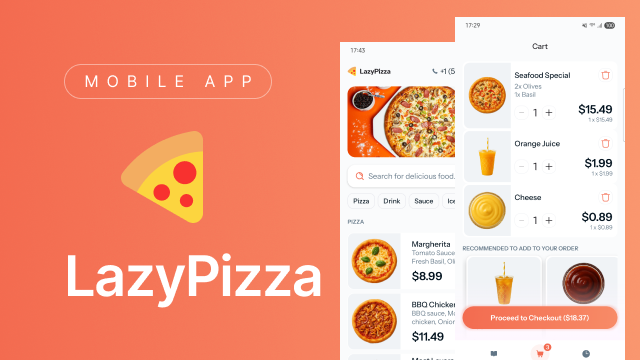 MOBILE APP
LazyPizza
17:43
LazyPizza
+1 (5
Search for delicious food.
Pizza
Drink
Sauce
Ice
PIZZA
Margherita
Tomato Sauce
Fresh Basil, Oli
$8.99
BBQ Chicken
BBQ sauce, Mo
chicken, Onion
$11.49
17:29
100
Cart
Seafood Special
2x Olives
1x Basil
− 1 +
$15.49
1 x $15.49
Orange Juice
− 1 +
$1.99
1 x $1.99
Cheese
− 1 +
$0.89
1 x $0.89
RECOMMENDED TO ADD TO YOUR ORDER
Proceed to Checkout ($18.37)
3